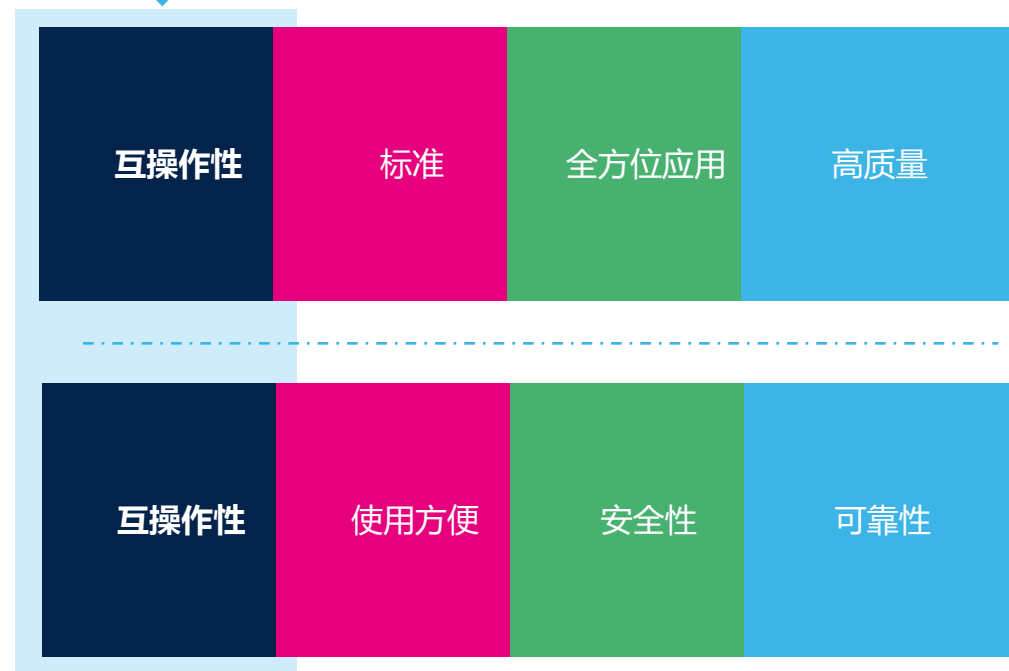 互操作性
标准
全方位应用
高质量
互操作性
使用方便
安全性
可靠性